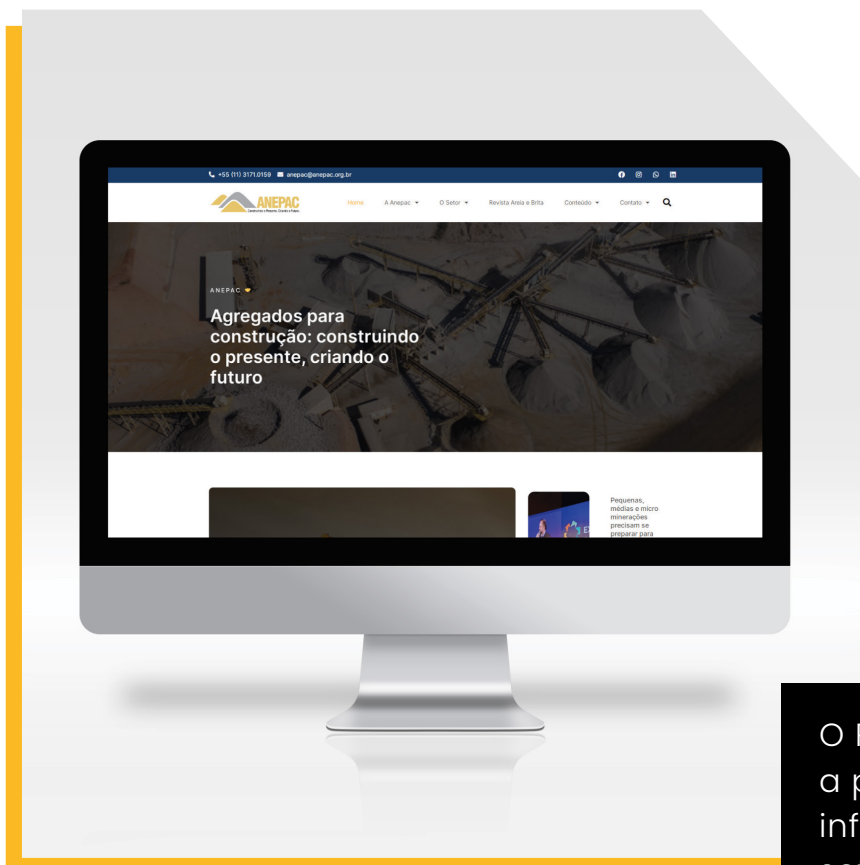 +55 (11) 3171.0159 anepac@anepac.org.br
ANEPAC
Home A Anepac O Setor Revista Areia e Brita Conteúdo Contato
ANEPAC
Agregados para
construção: construindo
o presente, criando o
futuro
Pequenas,
médias e micro
minerações
precisam se
preparar para
O
a
inf